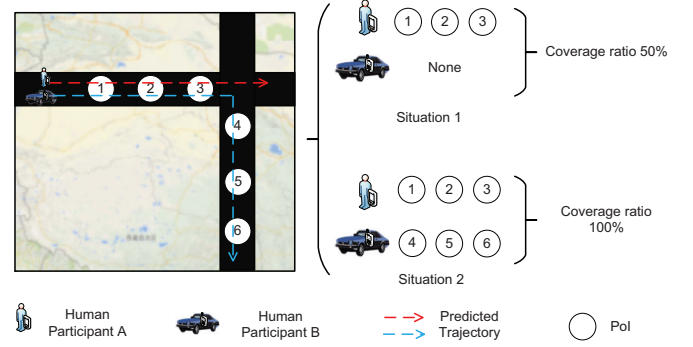 1 2 3
4
5
6
1 2 3
None
Coverage ratio 50%
Situation 1
1 2 3
4 5 6
Coverage ratio
100%
Situation 2
Human
Participant A
Human
Participant B
Predicted
Trajectory
PoI